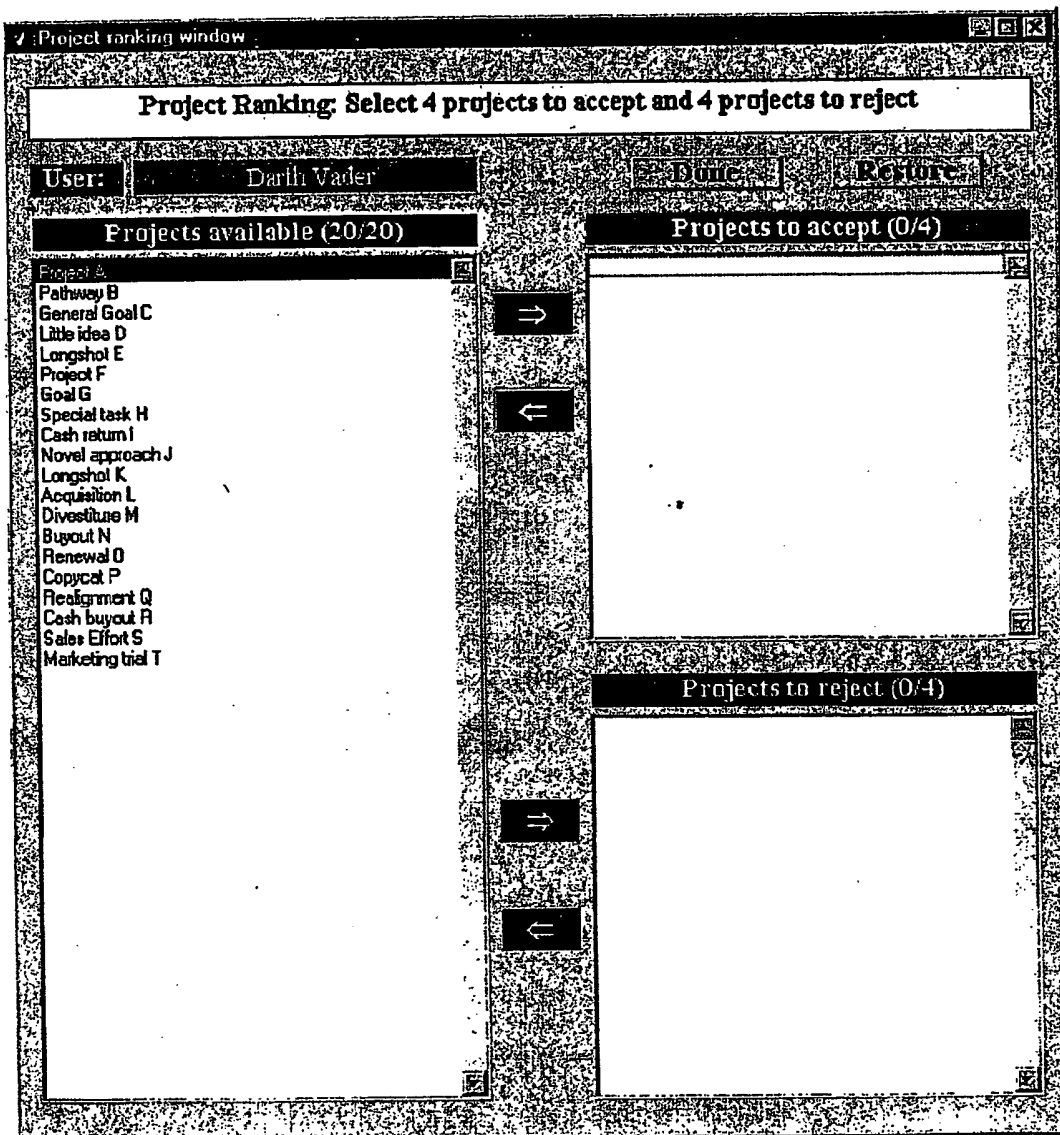 Project ranking window
Project Ranking: Select 4 projects to accept and 4 projects to reject
User: Darth Vader Done Restore
Projects available (20/20)
Project A
Pathway B
General Goal C
Little idea D
Longshot E
Project F
Goal G
Special task H
Cash return I
Novel approach J
Longshot K
Acquisition L
Divestiture M
Buyout N
Renewal O
Copycat P
Realignment Q
Cash buyout R
Sales Effort S
Marketing trial T
Projects to accept (0/4)
⇒
⇐
Projects to reject (0/4)
⇒
⇐